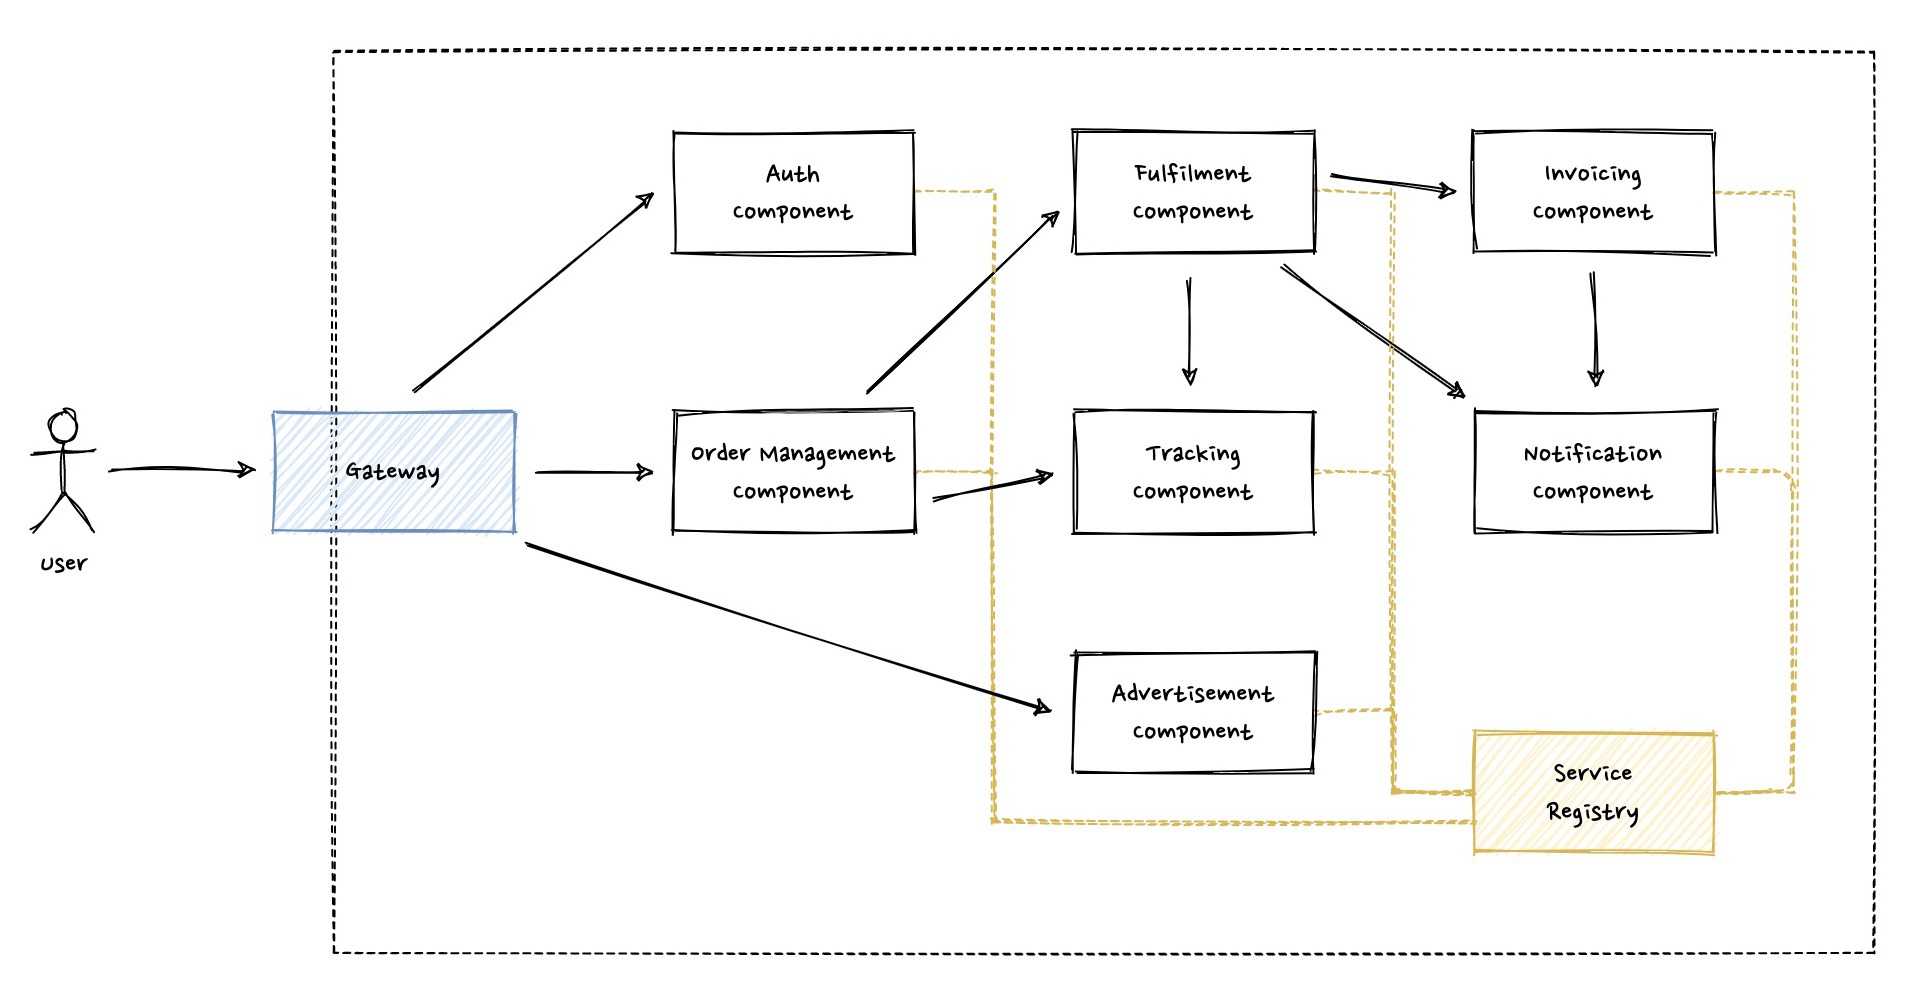 Auth
component
Fulfilment
component
Invoicing
component
user
Gateway
Order Management
component
Tracking
component
Notification
component
Advertisement
component
Service
Registry